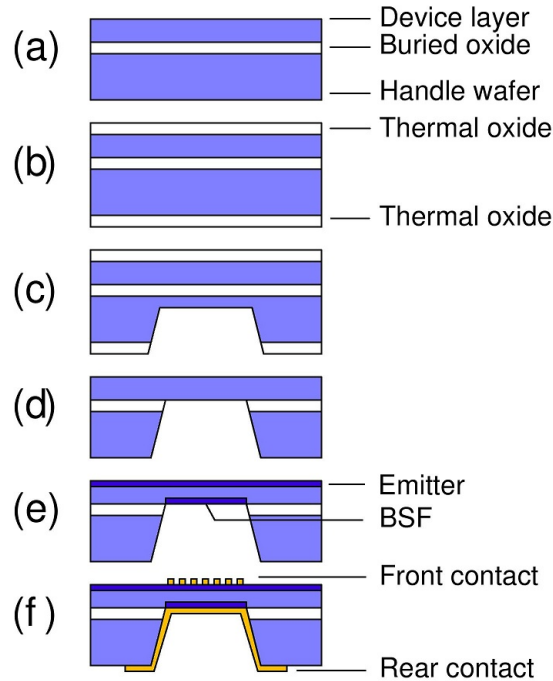 (a)
Device layer
Buried oxide
Handle wafer
(b)
Thermal oxide
Thermal oxide
(c)
(d)
(e)
Emitter
BSF
(f)
Front contact
Rear contact